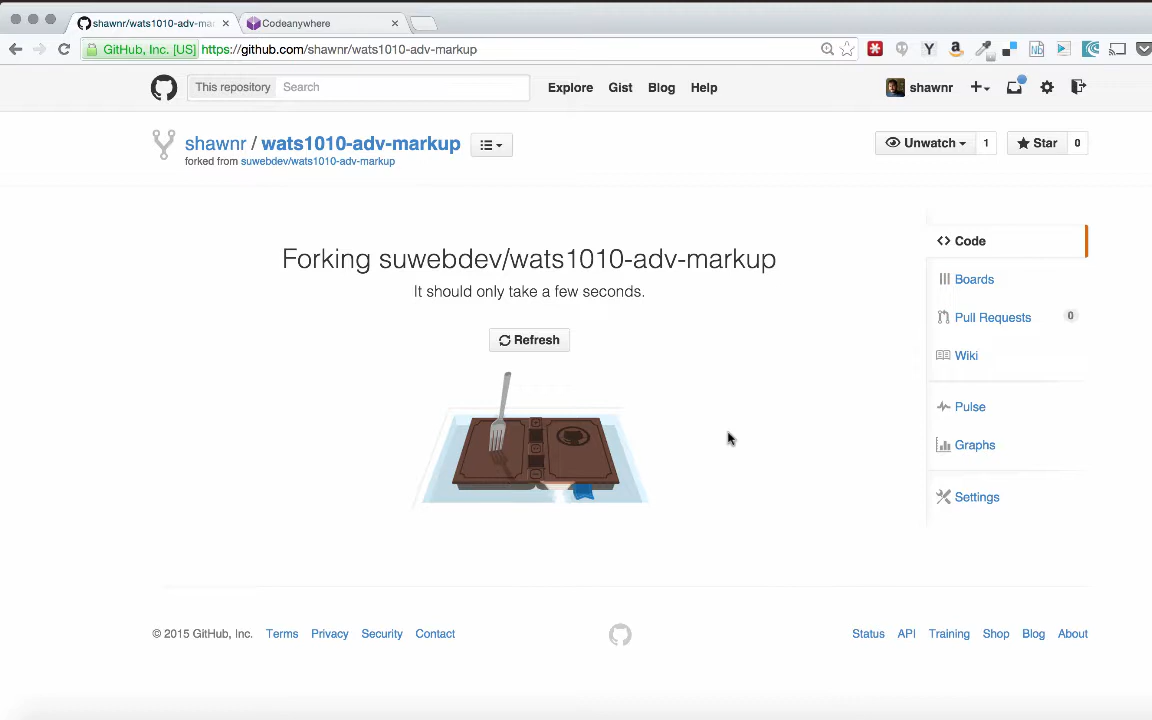 shawnr/wats1010-adv-ma
Codeanywhere
GitHub, Inc. [US] https://github.com/shawnr/wats1010-adv-markup
This repository Search Explore Gist Blog Help shawnr
shawnr / wats1010-adv-markup Unwatch 1 Star 0
forked from suwebdev/wats1010-adv-markup
Forking suwebdev/wats1010-adv-markup
It should only take a few seconds.
Refresh
Code
Boards
Pull Requests 0
Wiki
Pulse
Graphs
Settings
© 2015 GitHub, Inc. Terms Privacy Security Contact Status API Training Shop Blog About